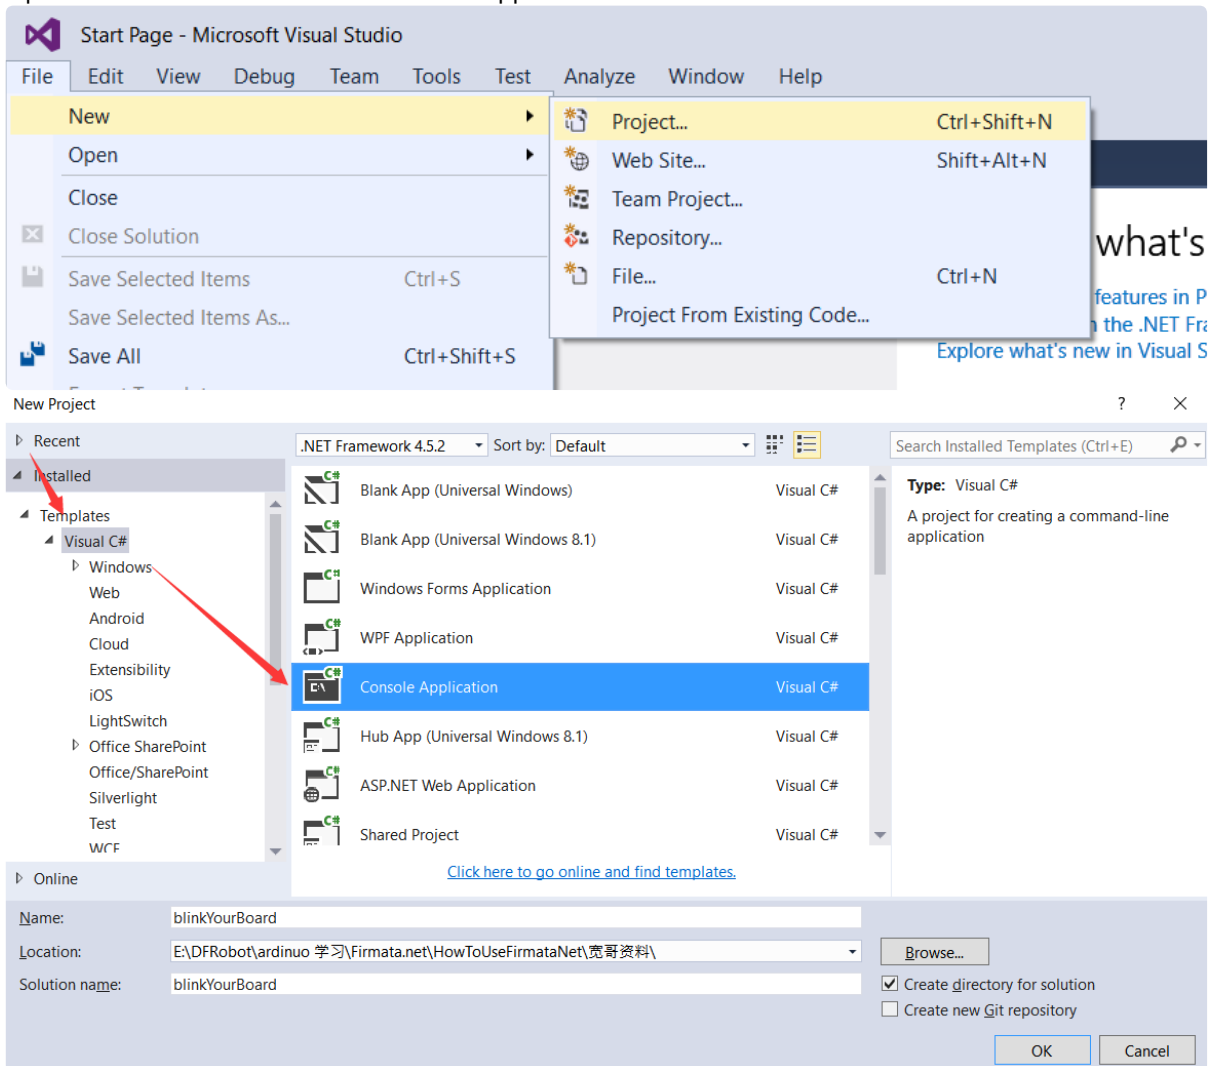 Start Page - Microsoft Visual Studio
File Edit View Debug Team Tools Test Analyze Window Help
New
Project... Ctrl+Shift+N
Open
Web Site... Shift+Alt+N
Close
Team Project...
Close Solution
Repository...
what's
Save Selected Items Ctrl+S
File... Ctrl+N
features in P
Save Selected Items As...
Project From Existing Code...
the .NET Fra
Save All Ctrl+Shift+S
Explore what's new in Visual S
New Project ? 
Recent
.NET Framework 4.5.2 Sort by: Default
Search Installed Templates (Ctrl+E)
Installed
Templates
Visual C#
Windows
Web
Android
Cloud
Extensibility
iOS
LightSwitch
Office SharePoint
Office/SharePoint
Silverlight
Test
WCF
Online
Blank App (Universal Windows) Visual C#
Blank App (Universal Windows 8.1) Visual C#
Windows Forms Application Visual C#
WPF Application Visual C#
Console Application Visual C#
Hub App (Universal Windows 8.1) Visual C#
ASP.NET Web Application Visual C#
Shared Project Visual C#
Click here to go online and find templates.
Type: Visual C#
A project for creating a command-line
application
Name: blinkYourBoard
Location: E:\DFRobot\ardinuo 学习\Firmata.net\HowToUseFirmataNet\宽哥资料\
Browse...
Solution name: blinkYourBoard
Create directory for solution
Create new Git repository
OK Cancel